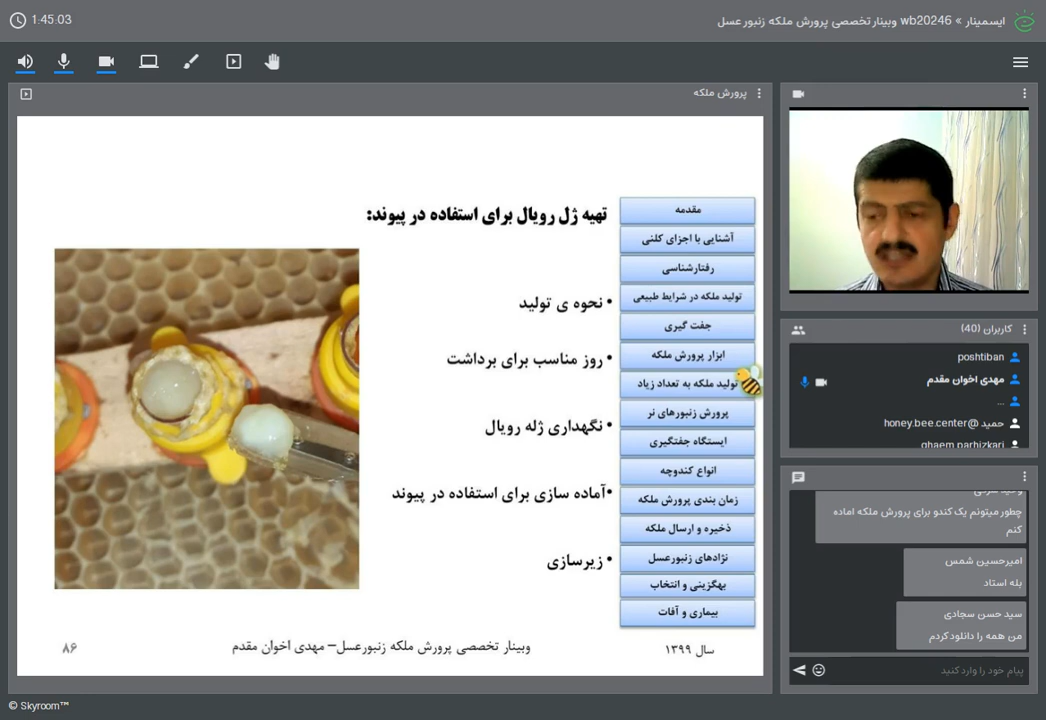 1:45:03
ایسمینار » wb20246 وبینار تخصصی پرورش ملکه زنبور عسل
پرورش ملکه
تهیه ژل رویال برای استفاده در پیوند:
• نحوه ی تولید
• روز مناسب برای برداشت
• نگهداری ژله رویال
•آماده سازی برای استفاده در پیوند
• زیرسازی
مقدمه
آشنایی با اجزای کلنی
رفتارشناسی
تولید ملکه در شرایط طبیعی
جفت گیری
ابزار پرورش ملکه
تولید ملکه به تعداد زیاد
پرورش زنبورهای نر
ایستگاه جفتگیری
انواع کندوچه
زمان بندی پرورش ملکه
ذخیره و ارسال ملکه
نژادهای زنبورعسل
بهگزینی و انتخاب
بیماری و آفات
سال ۱۳۹۹
وبینار تخصصی پرورش ملکه زنبورعسل– مهدی اخوان مقدم
۸۶
کاربران (40)
poshtiban
مهدی اخوان مقدم
...
حمید @honey.bee.center
ghaem parhizkari
چطور میتونم یک کندو برای پرورش ملکه اماده
کنم
امیرحسین شمس
بله استاد
سید حسن سجادی
من همه را دانلود کردم
پیام خود را وارد کنید
© Skyroom™